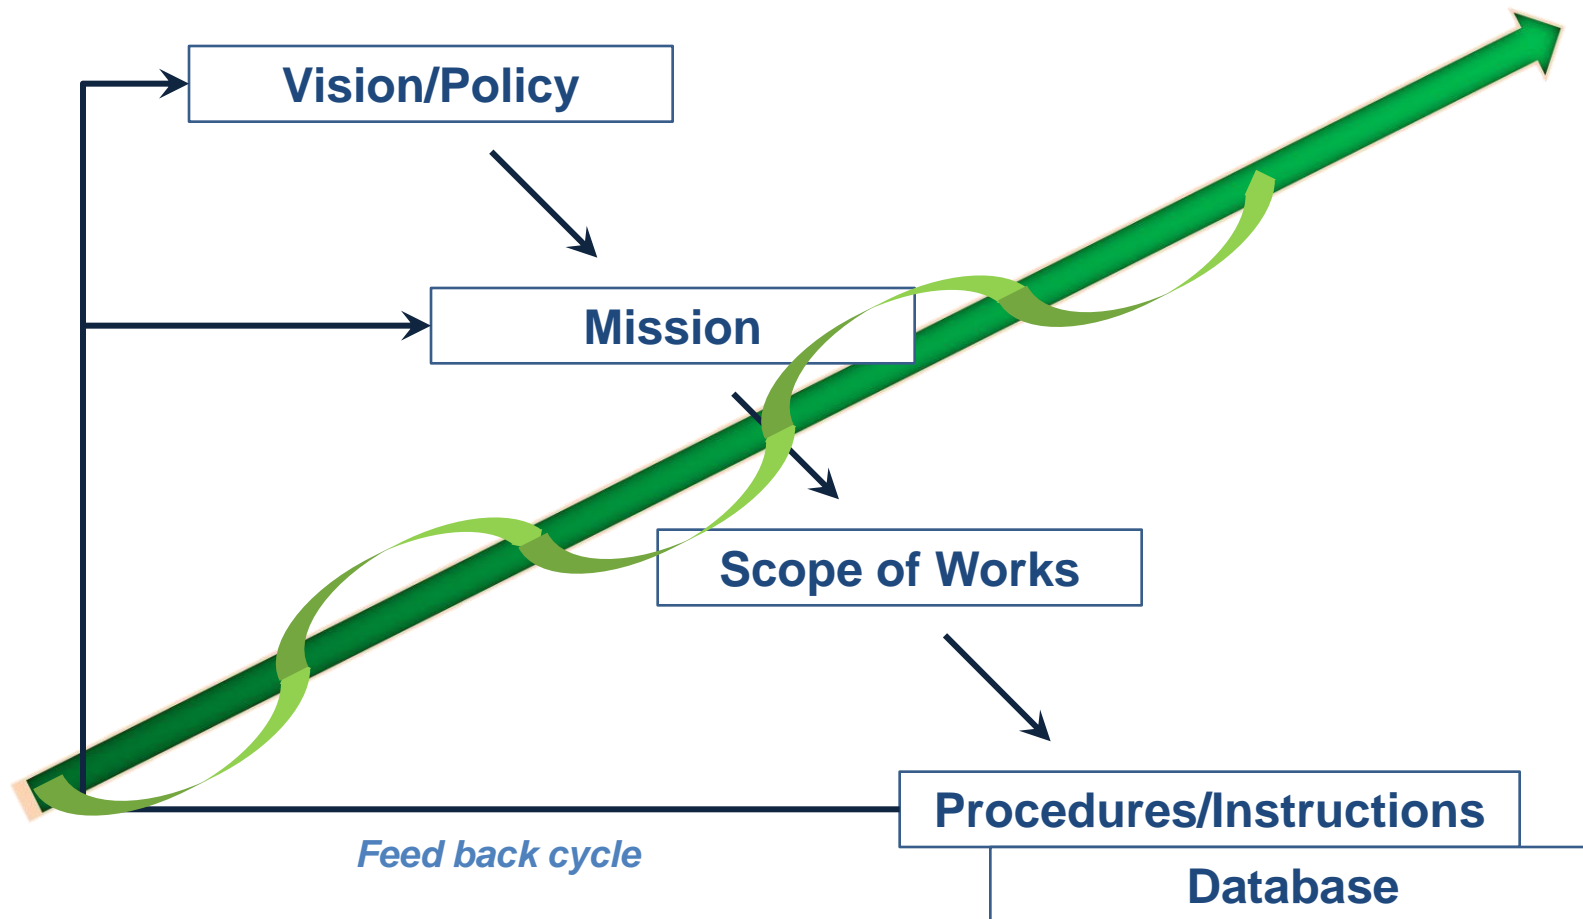 Vision/Policy
Mission
Scope of Works
Procedures/Instructions
Feed back cycle
Database